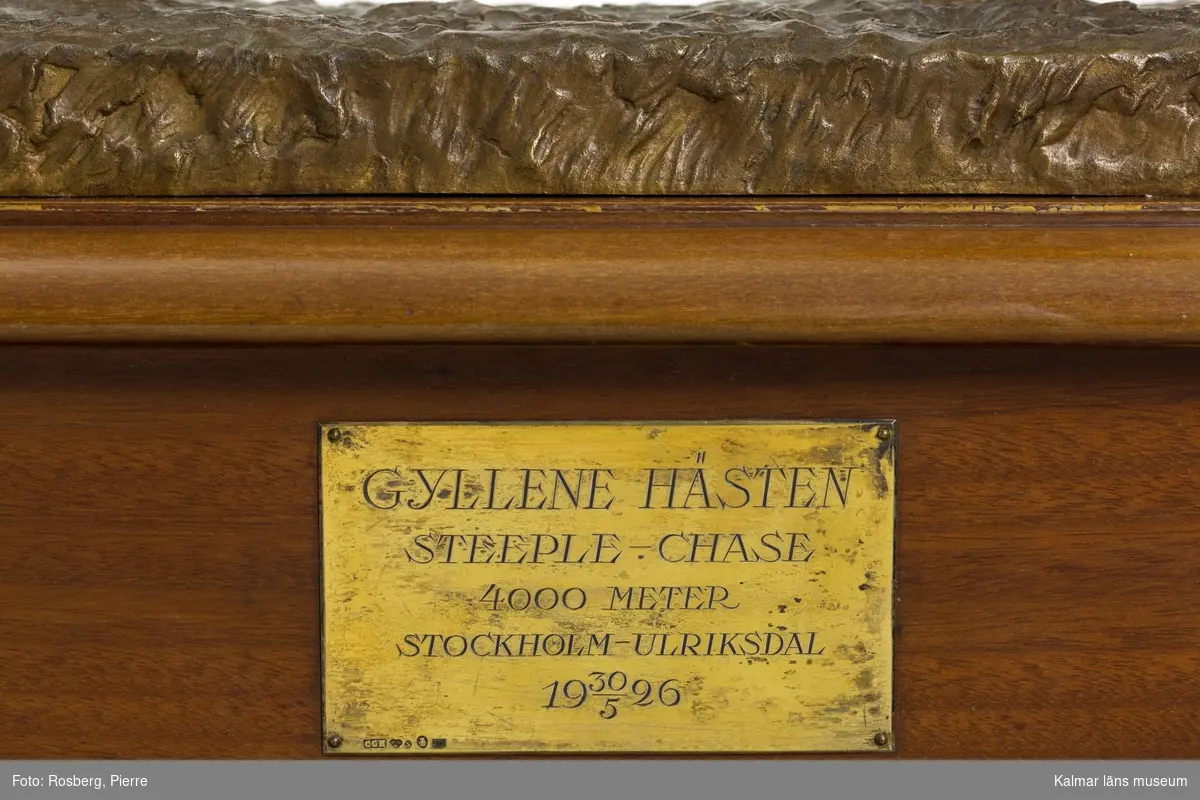 GYLLENE HÄSTEN
STEEPLE-CHASE
4000 METER
STOCKHOLM-ULRIKSDAL
19 30/5 26
Foto: Rosberg, Pierre
Kalmar läns museum